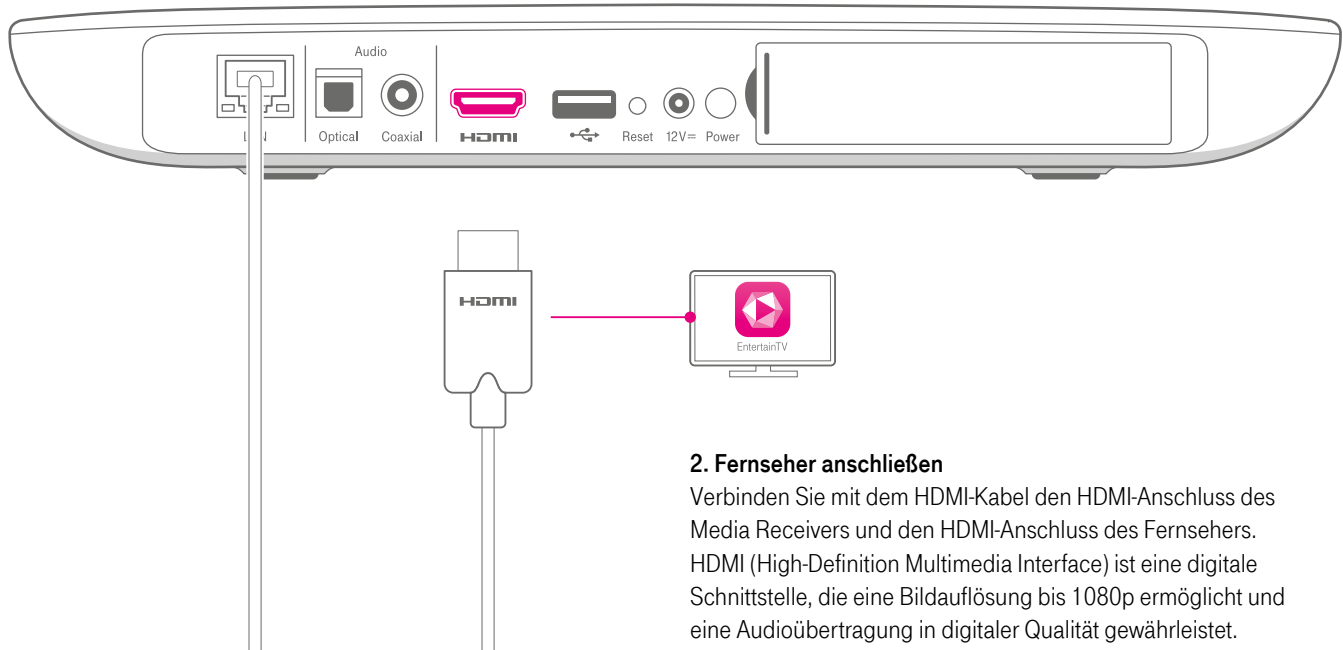 Audio
LAN
Optical
Coaxial
HDMI
Reset
12V=
Power
HDMI
EntertainTV
2. Fernseher anschließen
Verbinden Sie mit dem HDMI-Kabel den HDMI-Anschluss des
Media Receivers und den HDMI-Anschluss des Fernsehers.
HDMI (High-Definition Multimedia Interface) ist eine digitale
Schnittstelle, die eine Bildauflösung bis 1080p ermöglicht und
eine Audioübertragung in digitaler Qualität gewährleistet.